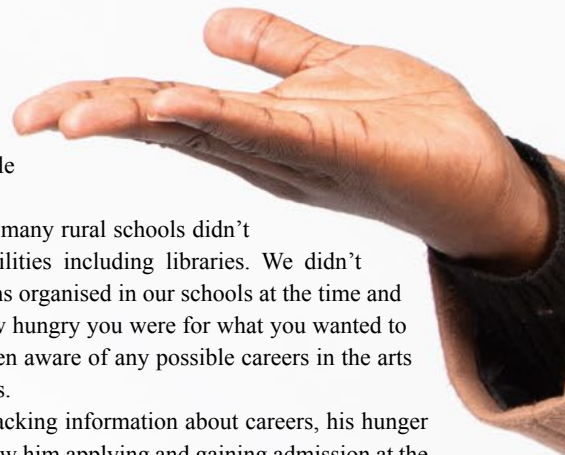 le
many rural schools didn’t
ilities including libraries. We didn’t
ns organised in our schools at the time and
w hungry you were for what you wanted to
en aware of any possible careers in the arts
s.
acking information about careers, his hunger
w him applying and gaining admission at the